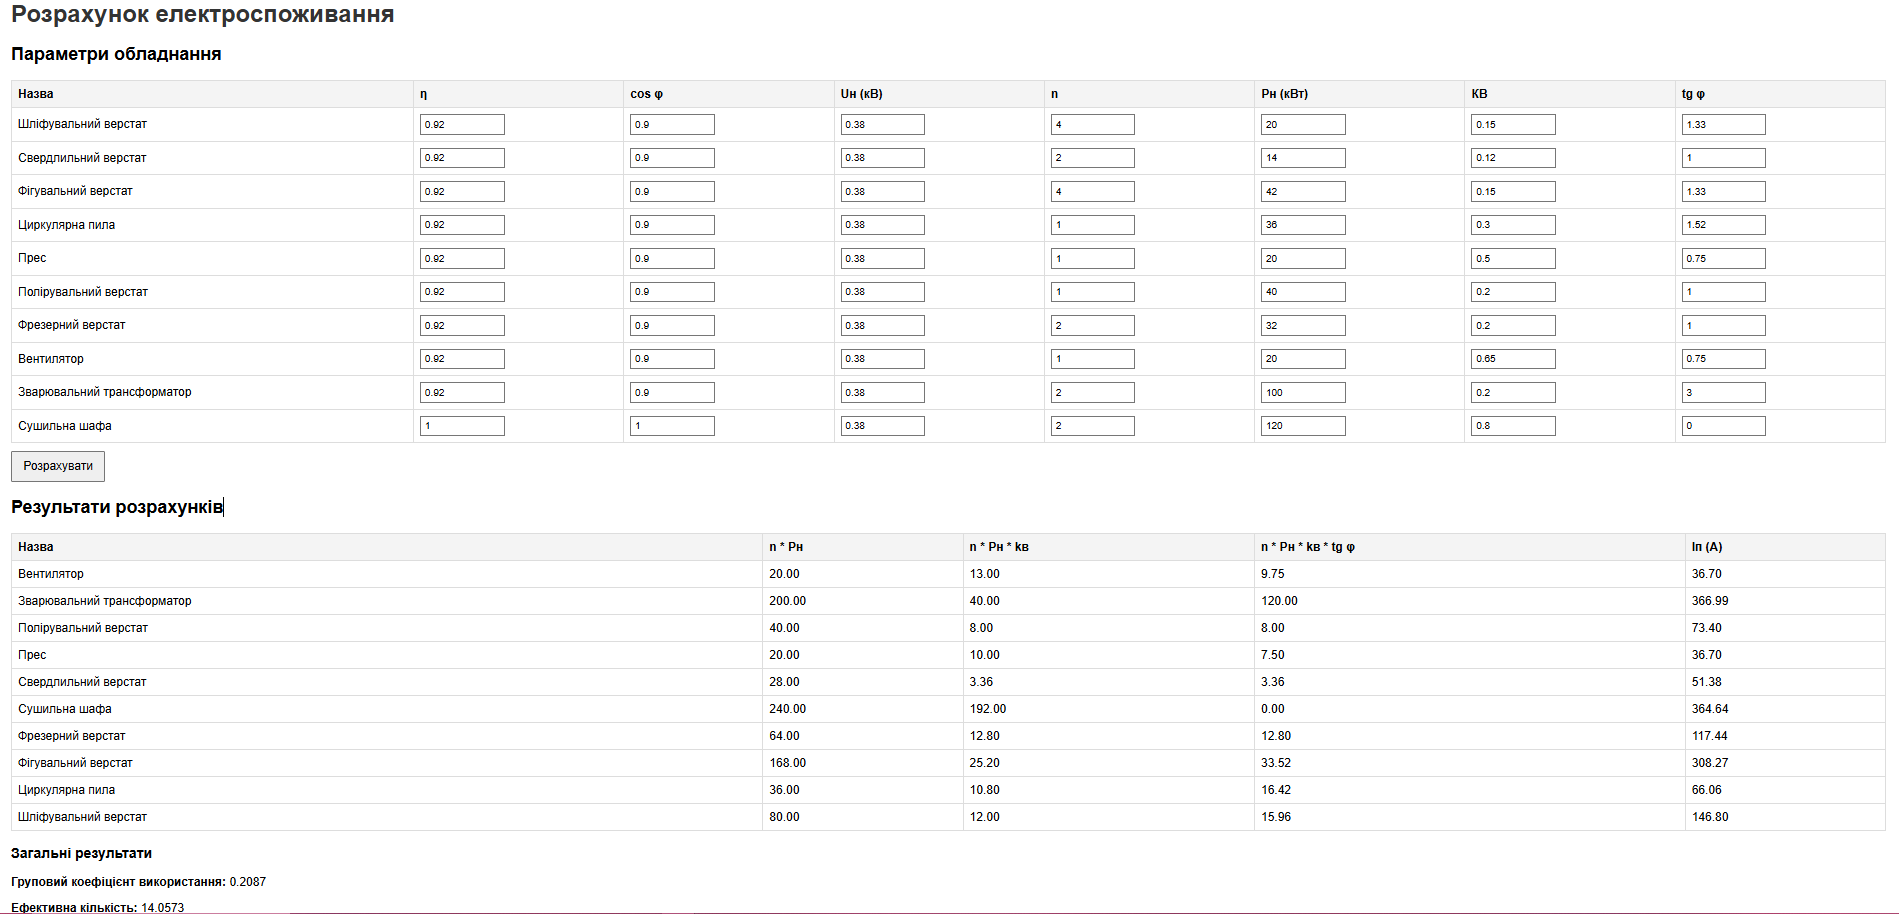 Розрахунок електроспоживання
Параметри обладнання
Назва η cos φ Uн (кВ) n Рн (кВт) КВ tg φ
Шліфувальний верстат 0.92 0.9 0.38 4 20 0.15 1.33
Свердлильний верстат 0.92 0.9 0.38 2 14 0.12 1
Фігувальний верстат 0.92 0.9 0.38 4 42 0.15 1.33
Циркулярна пила 0.92 0.9 0.38 1 36 0.3 1.52
Прес 0.92 0.9 0.38 1 20 0.5 0.75
Полірувальний верстат 0.92 0.9 0.38 1 40 0.2 1
Фрезерний верстат 0.92 0.9 0.38 2 32 0.2 1
Вентилятор 0.92 0.9 0.38 1 20 0.65 0.75
Зварювальний трансформатор 0.92 0.9 0.38 2 100 0.2 3
Сушильна шафа 1 1 0.38 2 120 0.8 0
Розрахувати
Результати розрахунків
Назва n * Рн n * Рн * kв n * Рн * kв * tg φ Iп (А)
Вентилятор 20.00 13.00 9.75 36.70
Зварювальний трансформатор 200.00 40.00 120.00 366.99
Полірувальний верстат 40.00 8.00 8.00 73.40
Прес 20.00 10.00 7.50 36.70
Свердлильний верстат 28.00 3.36 3.36 51.38
Сушильна шафа 240.00 192.00 0.00 364.64
Фрезерний верстат 64.00 12.80 12.80 117.44
Фігувальний верстат 168.00 25.20 33.52 308.27
Циркулярна пила 36.00 10.80 16.42 66.06
Шліфувальний верстат 80.00 12.00 15.96 146.80
Загальні результати
Груповий коефіцієнт використання: 0.2087
Ефективна кількість: 14.0573